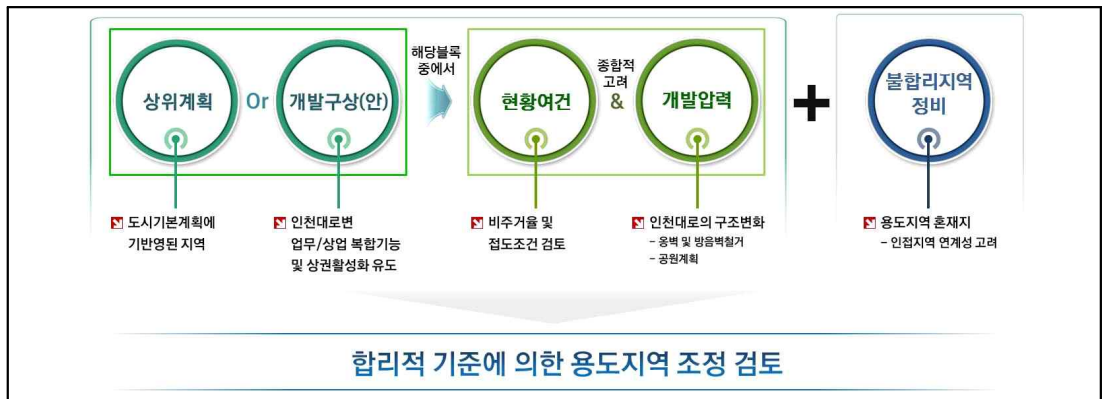 상위계획
Or
개발구상(안)
해당블록
중에서
현황여건
종합적
고려
&
개발압력
+
불합리지역
정비
도시기본계획에
기반영된 지역
인천대로변
업무/상업 복합기능
및 상권활성화 유도
비주거율 및
접도조건 검토
인천대로의 구조변화
- 옹벽 및 방음벽철거
- 공원계획
용도지역 혼재지
- 인접지역 연계성 고려
합리적 기준에 의한 용도지역 조정 검토